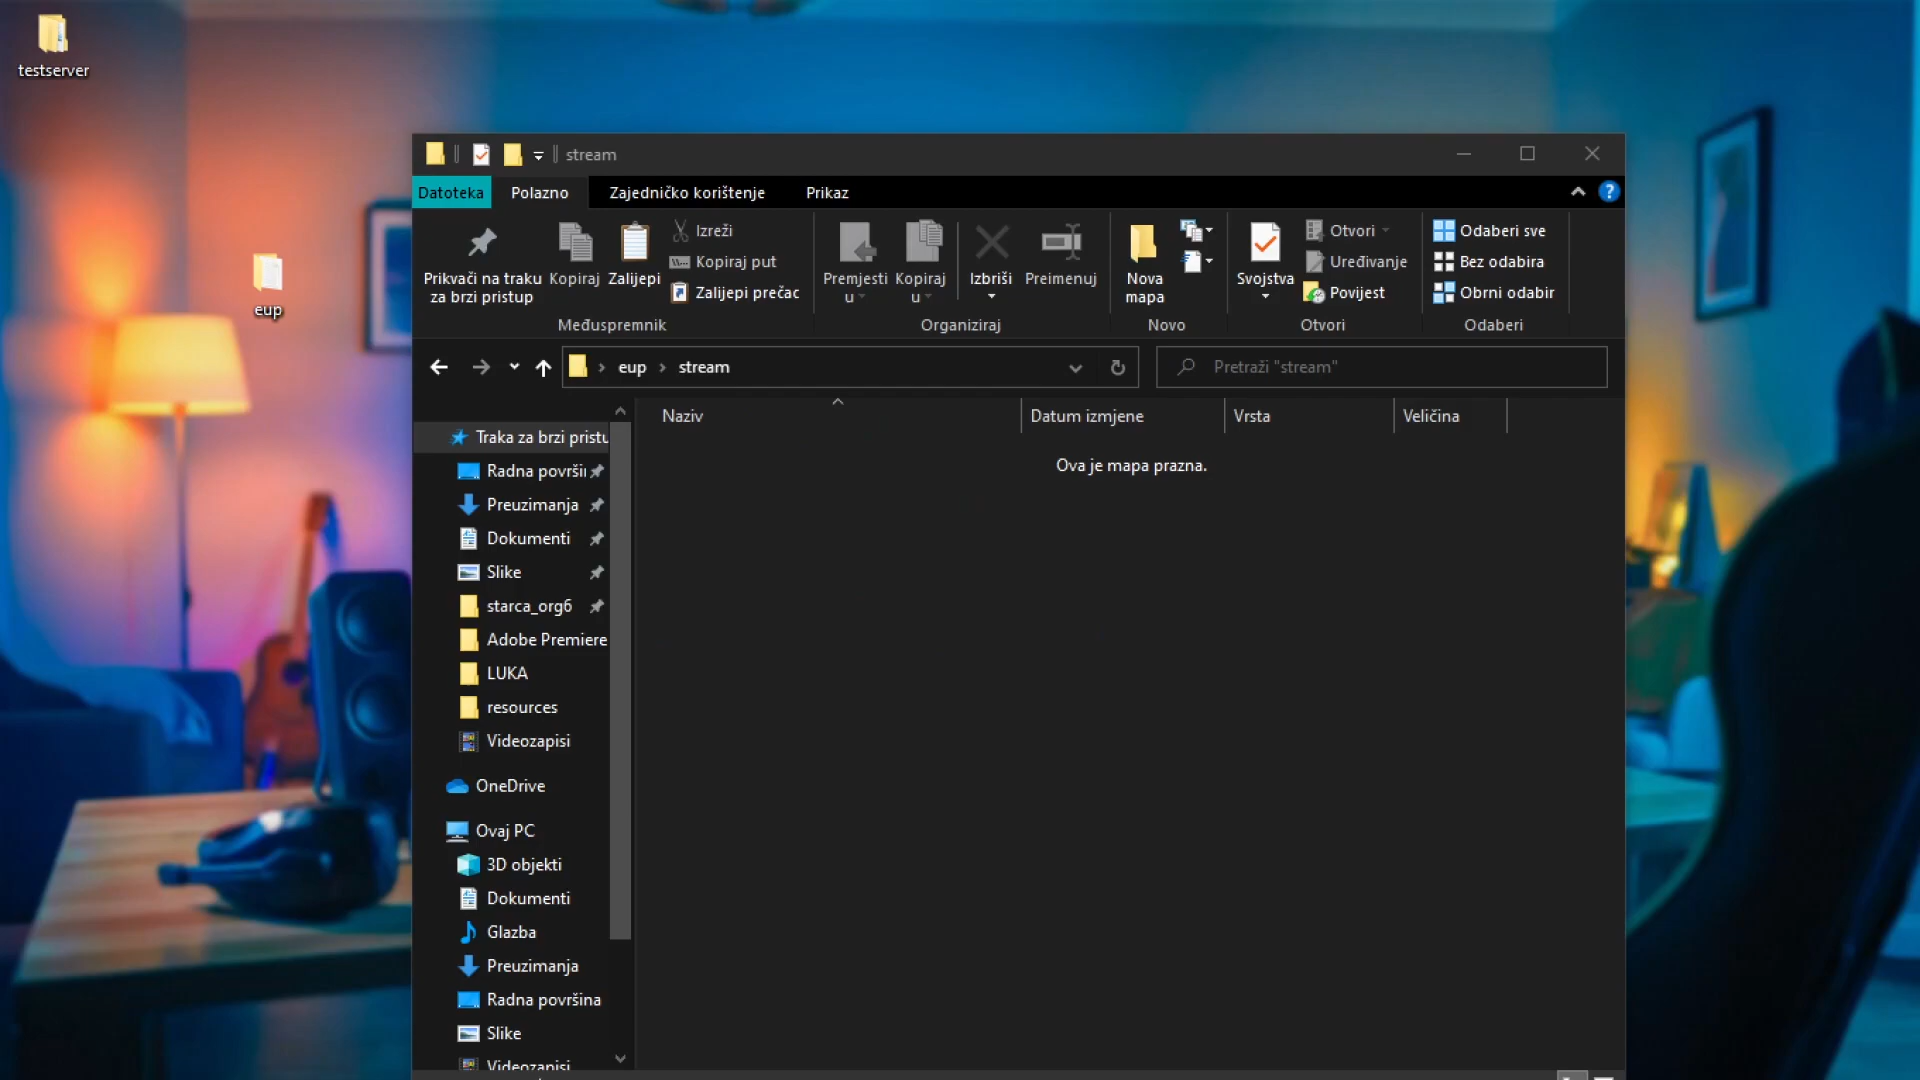 testserver
eup
stream
Datoteka
Polazno
Zajedničko korištenje
Prikaz
Prikvači na traku
za brzi pristup
Kopiraj
Zalijepi
Izreži
Kopiraj put
Zalijepi prečac
Međuspremnik
Premjesti
u
Kopiraj
u
Izbriši
Preimenuj
Organiziraj
Nova
mapa
Novo
Svojstva
Otvori
Uređivanje
Povijest
Otvori
Odaberi sve
Bez odabira
Obrni odabir
Odaberi
eup
stream
Pretraži "stream"
Naziv
Datum izmjene
Vrsta
Veličina
Ova je mapa prazna.
Traka za brzi pristu
Radna površi
Preuzimanja
Dokumenti
Slike
starca_org6
Adobe Premiere
LUKA
resources
Videozapisi
OneDrive
Ovaj PC
3D objekti
Dokumenti
Glazba
Preuzimanja
Radna površina
Slike
Videozapisi